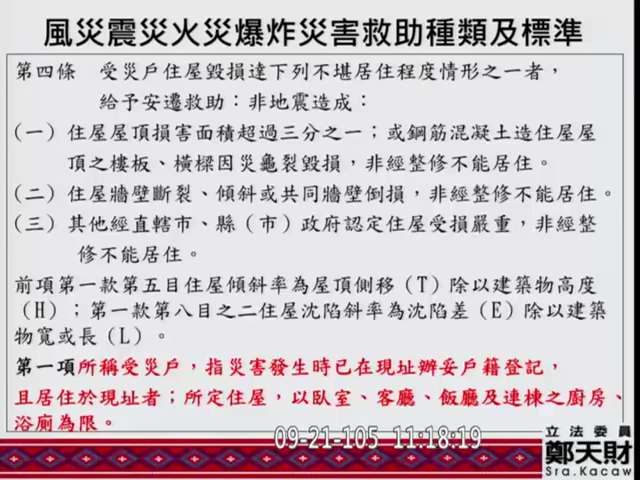 風災震災火災爆炸災害救助種類及標準
第四條　受災戶住屋毀損達下列不堪居住程度情形之一者，
給予安遷救助：非地震造成：
(一）住屋屋頂損害面積超過三分之一；或鋼筋混凝土造住屋屋
頂之樓板、橫樑因災龜裂毀損，非經整修不能居住。
(二）住屋牆壁斷裂、傾斜或共同牆壁倒損，非經整修不能居住。
(三）其他經直轄市、縣（市）政府認定住屋受損嚴重，非經整
修不能居住。
前項第一款第五目住屋傾斜率為屋頂側移（T）除以建築物高度
（H）；第一款第八目之二住屋沈陷斜率為沈陷差（E）除以建築
物寬或長（L）。
第一項所稱受災戶，指災害發生時已在現址辦妥戶籍登記，
且居住於現址者；所定住屋，以臥室、客廳、飯廳及連棟之廚房、
浴廁為限。
09-21-105 11:18:19
立法委員
鄭天財
Sra.Kacaw